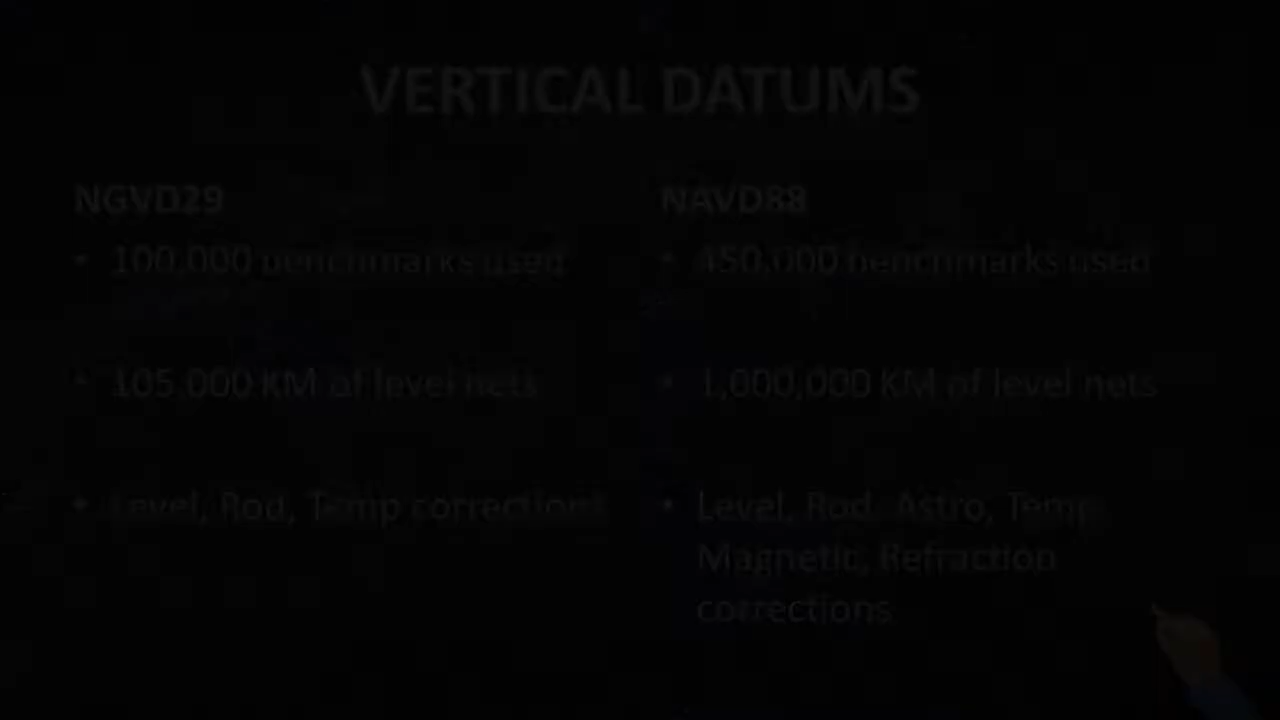 VERTICAL DATUMS
NGVD29
• 100,000 benchmarks used
• 105,000 KM of level nets
• Level, Rod, Temp corrections
NAVD88
• 450,000 benchmarks used
• 1,000,000 KM of level nets
• Level, Rod, Astro, Temp,
Magnetic, Refraction
corrections